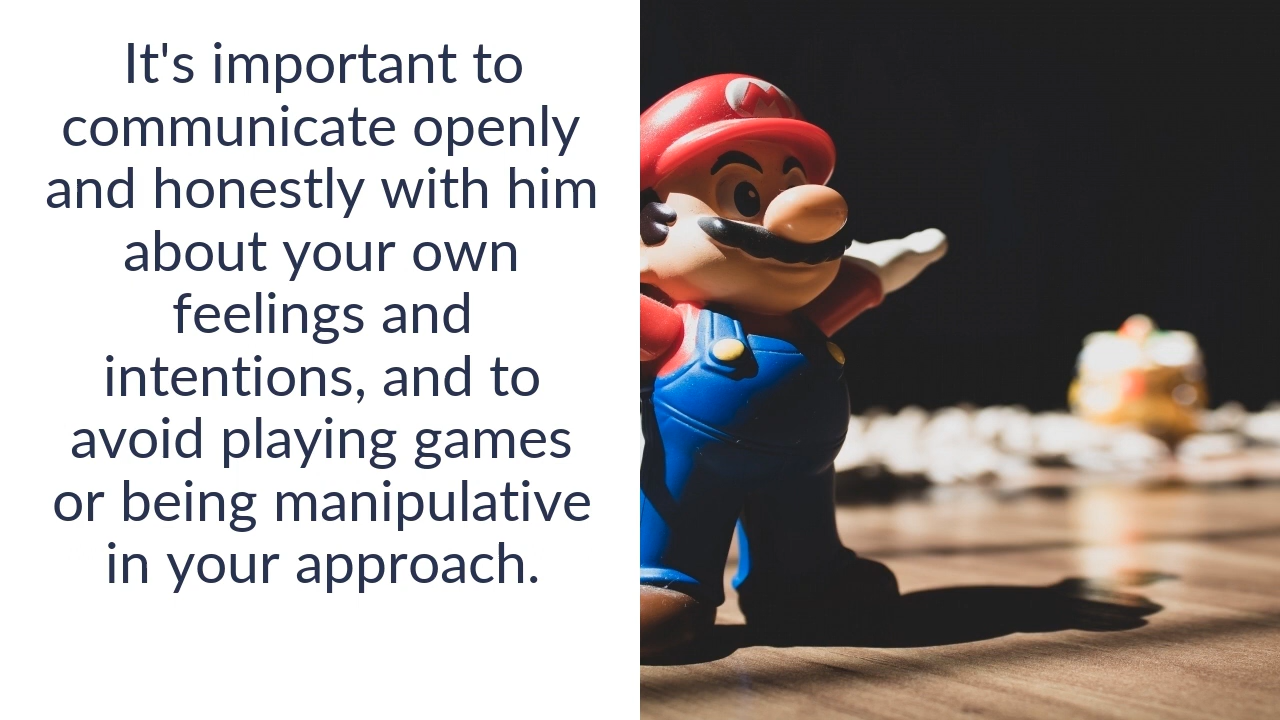 It's important to
communicate openly
and honestly with him
about your own
feelings and
intentions, and to
avoid playing games
or being manipulative
in your approach.
M